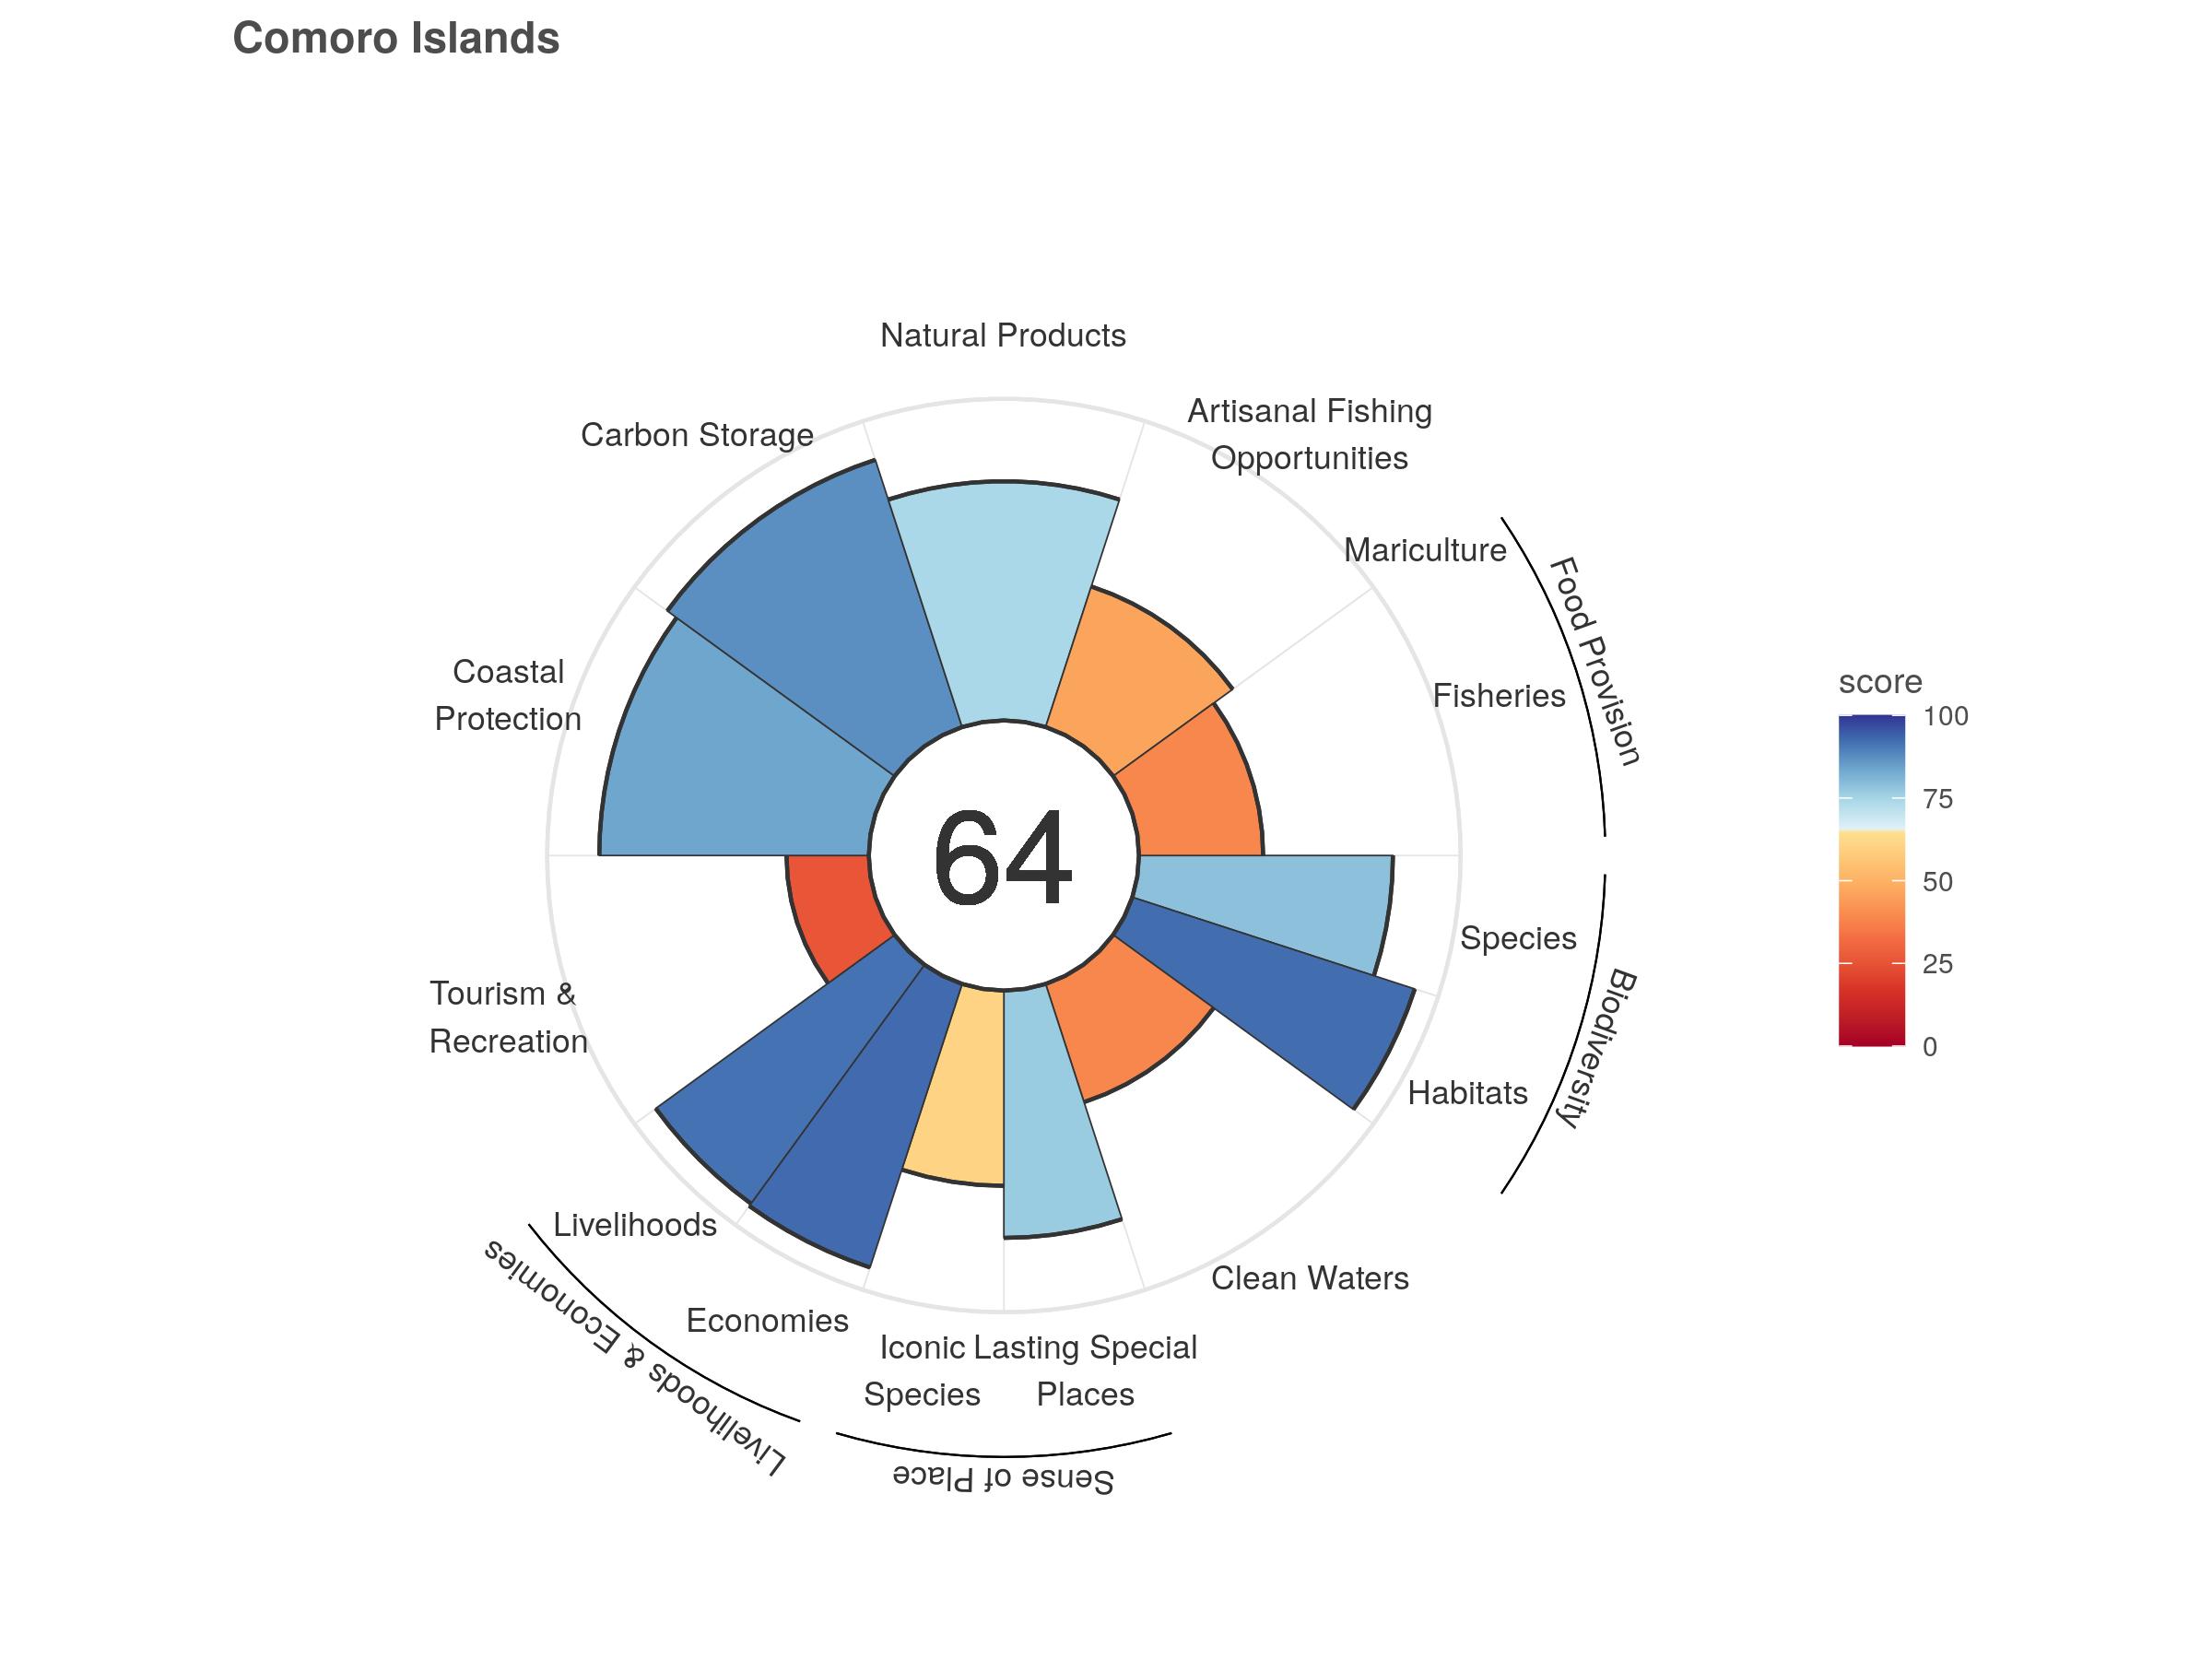 Comoro Islands
Natural Products
Artisanal Fishing
Opportunities
Carbon Storage
Mariculture
Food Provision
Coastal
Protection
Fisheries
score
100
75
50
25
0
64
Species
Biodiversity
Tourism &
Recreation
Habitats
Livelihoods
Clean Waters
Economies
Livelihoods & Economies
Iconic
Species
Lasting Special
Places
Sense of Place